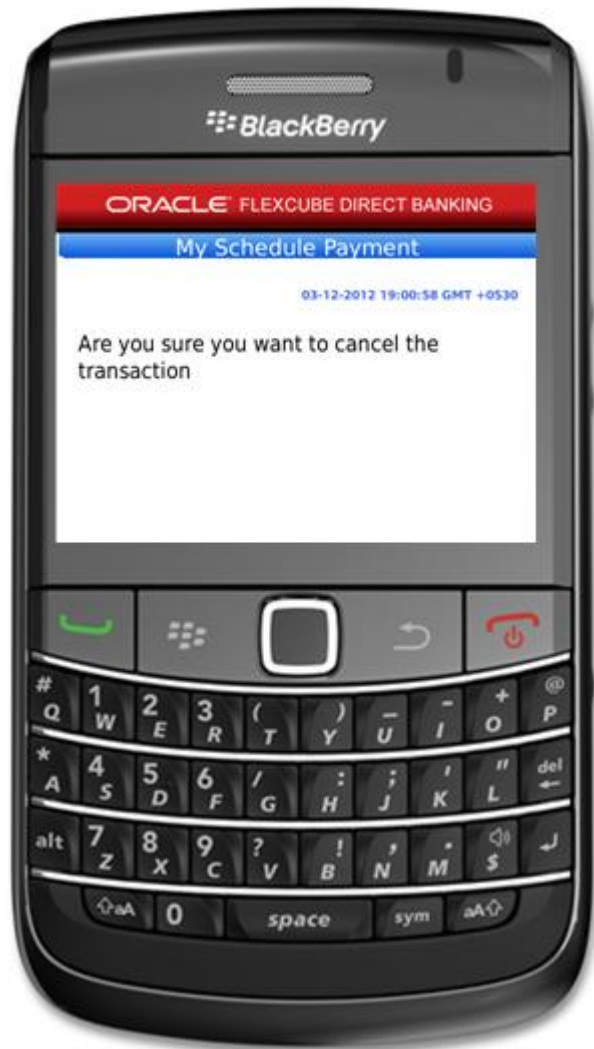 BlackBerry
ORACLE FLEXCUBE DIRECT BANKING
My Schedule Payment
03-12-2012 19:00:58 GMT +0530
Are you sure you want to cancel the
transaction
# 1 2 3 ( ) _ - + @
Q W E R T Y U I O P
* 4 5 6 / : ; ' " del
A S D F G H J K L
alt 7 8 9 ? ! , . $
Z X C V B N M
aA 0 space sym aA